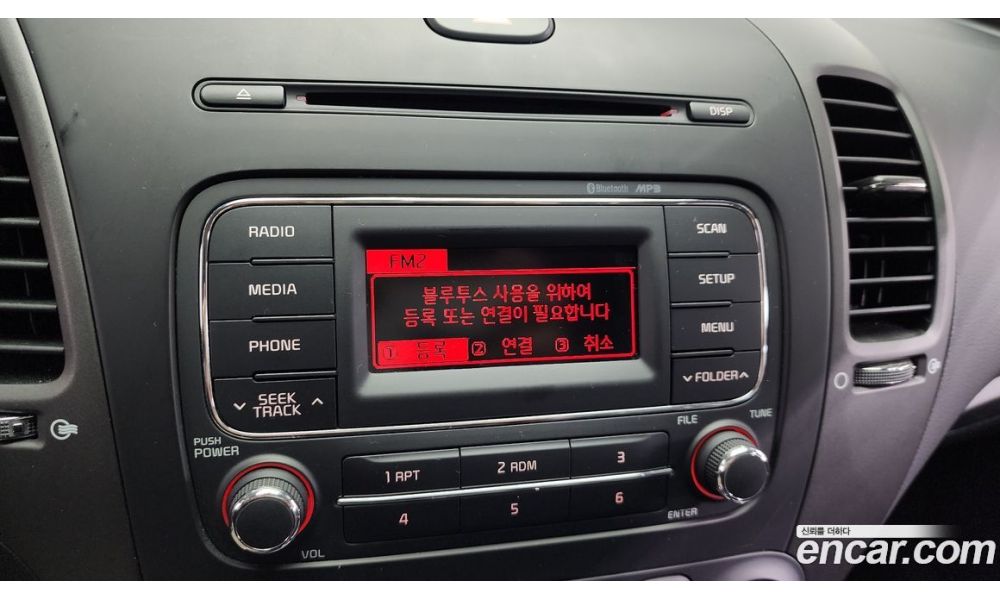 DISP
Bluetooth MP3
RADIO
SCAN
FM2
MEDIA
SETUP
블루투스 사용을 위하여
등록 또는 연결이 필요합니다
PHONE
MENU
1 등록 2 연결 3 취소
SEEK
TRACK
FOLDER
FILE
TUNE
PUSH
POWER
1 RPT
2 RDM
3
4
5
6
ENTER
VOL
신뢰를 더하다
encar.com